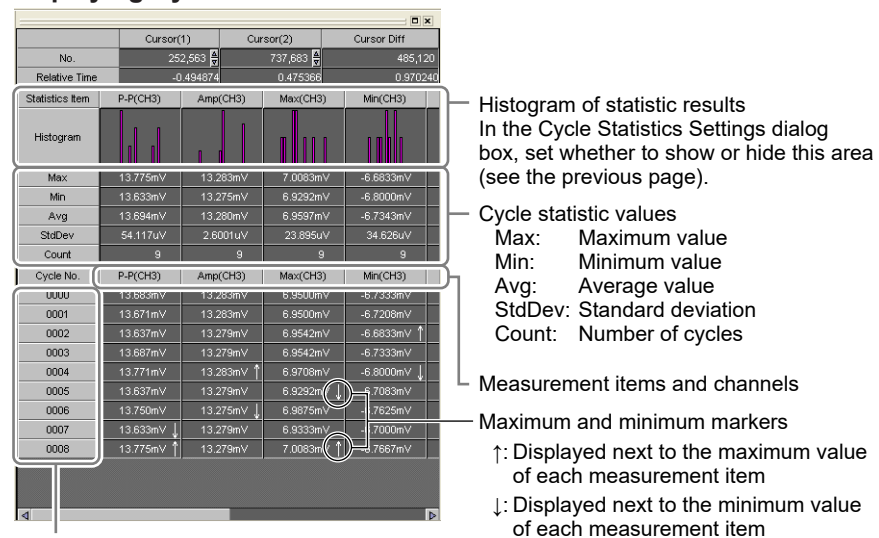 Cursor(1) Cursor(2) Cursor Diff
No. 252,563 737,683 485,120
Relative Time -0.494874 0.475366 0.970240
Statistics Item P-P(CH3) Amp(CH3) Max(CH3) Min(CH3)
Histogram
Max 13.775mV 13.283mV 7.0083mV -6.6833mV
Min 13.633mV 13.275mV 6.9292mV -6.8000mV
Avg 13.694mV 13.280mV 6.9597mV -6.7343mV
StdDev 54.117uV 2.6001uV 23.895uV 34.626uV
Count 9 9 9 9
Cycle No. P-P(CH3) Amp(CH3) Max(CH3) Min(CH3)
0000 13.683mV 13.283mV 6.9500mV -6.7333mV
0001 13.671mV 13.283mV 6.9500mV -6.7208mV
0002 13.637mV 13.279mV 6.9542mV -6.6833mV ↑
0003 13.687mV 13.279mV 6.9542mV -6.7333mV
0004 13.771mV 13.283mV ↑ 6.9708mV -6.8000mV ↓
0005 13.637mV 13.279mV 6.9292mV ↓ -6.7083mV
0006 13.750mV 13.275mV ↓ 6.9875mV -6.7625mV
0007 13.633mV ↓ 13.279mV 6.9333mV -6.7000mV
0008 13.775mV ↑ 13.279mV 7.0083mV ↑ -6.7667mV
Histogram of statistic results
In the Cycle Statistics Settings dialog
box, set whether to show or hide this area
(see the previous page).
Cycle statistic values
Max: Maximum value
Min: Minimum value
Avg: Average value
StdDev: Standard deviation
Count: Number of cycles
Measurement items and channels
Maximum and minimum markers
↑: Displayed next to the maximum value
of each measurement item
↓: Displayed next to the minimum value
of each measurement item